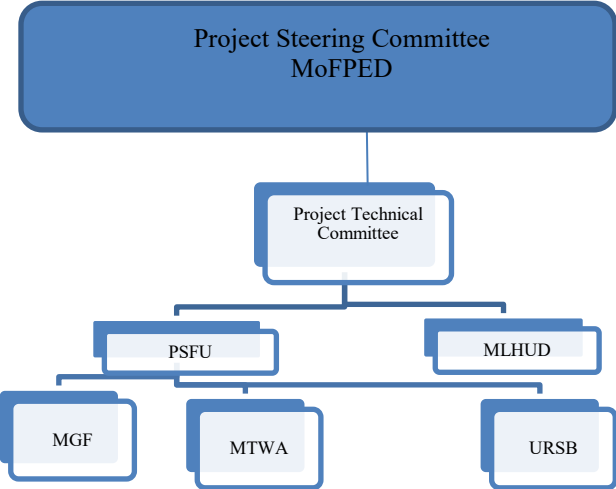 Project Steering Committee
MoFPED
Project Technical
Committee
PSFU
MLHUD
MGF
MTWA
URSB